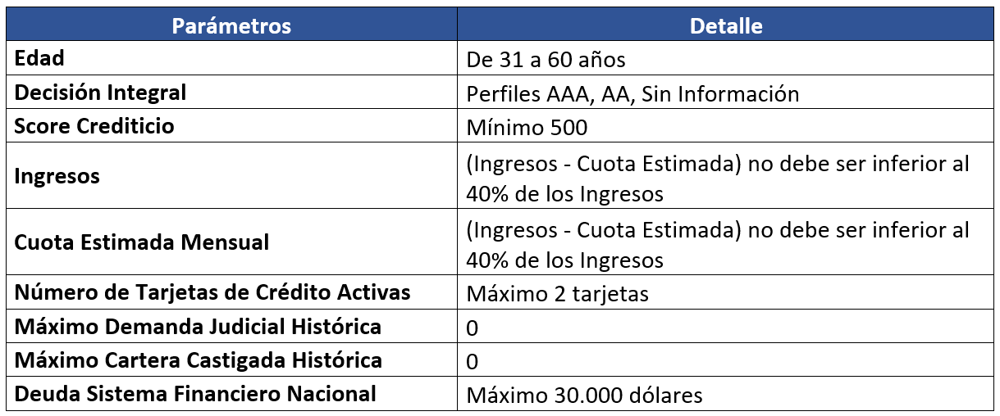 Parámetros Detalle
Edad De 31 a 60 años
Decisión Integral Perfiles AAA, AA, Sin Información
Score Crediticio Mínimo 500
Ingresos (Ingresos - Cuota Estimada) no debe ser inferior al
40% de los Ingresos
Cuota Estimada Mensual (Ingresos - Cuota Estimada) no debe ser inferior al
40% de los Ingresos
Número de Tarjetas de Crédito Activas Máximo 2 tarjetas
Máximo Demanda Judicial Histórica 0
Máximo Cartera Castigada Histórica 0
Deuda Sistema Financiero Nacional Máximo 30.000 dólares